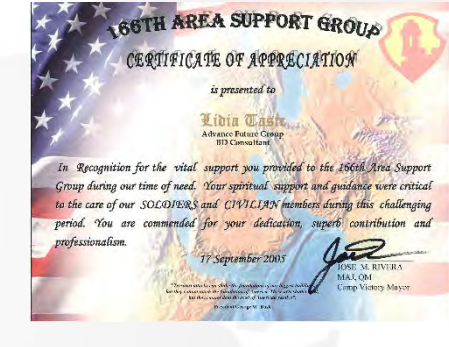 166TH AREA SUPPORT GROUP
CERTIFICATE OF APPRECIATION
is presented to
Lidia
Advance Future Group
BD Consultant
In Recognition for the vital support you provided to the 166th Area Support
Group during our time of need. Your spiritual support and guidance were critical
to the care of our SOLDIERS and CIVILIAN members during this challenging
period. You are commended for your dedication, superb contribution and
professionalism.
17 September 2005
JOSE M. RIVERA
MAJ, QM
Camp Victory Mayor
President George W. Bush